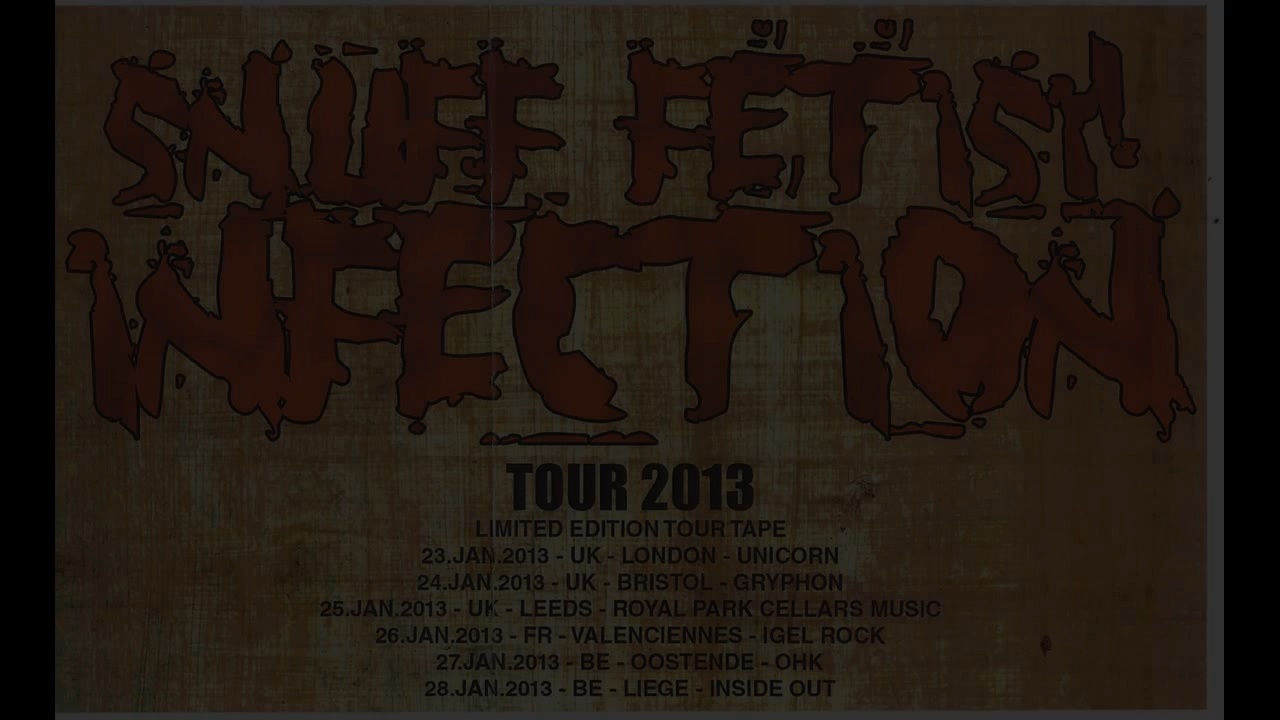 SNUFF FETISH
INFECTION
TOUR 2013
LIMITED EDITION TOUR TAPE
23.JAN.2013 - UK - LONDON - UNICORN
24.JAN.2013 - UK - BRISTOL - GRYPHON
25.JAN.2013 - UK - LEEDS - ROYAL PARK CELLARS MUSIC
26.JAN.2013 - FR - VALENCIENNES - IGEL ROCK
27.JAN.2013 - BE - OOSTENDE - OHK
28.JAN.2013 - BE - LIEGE - INSIDE OUT